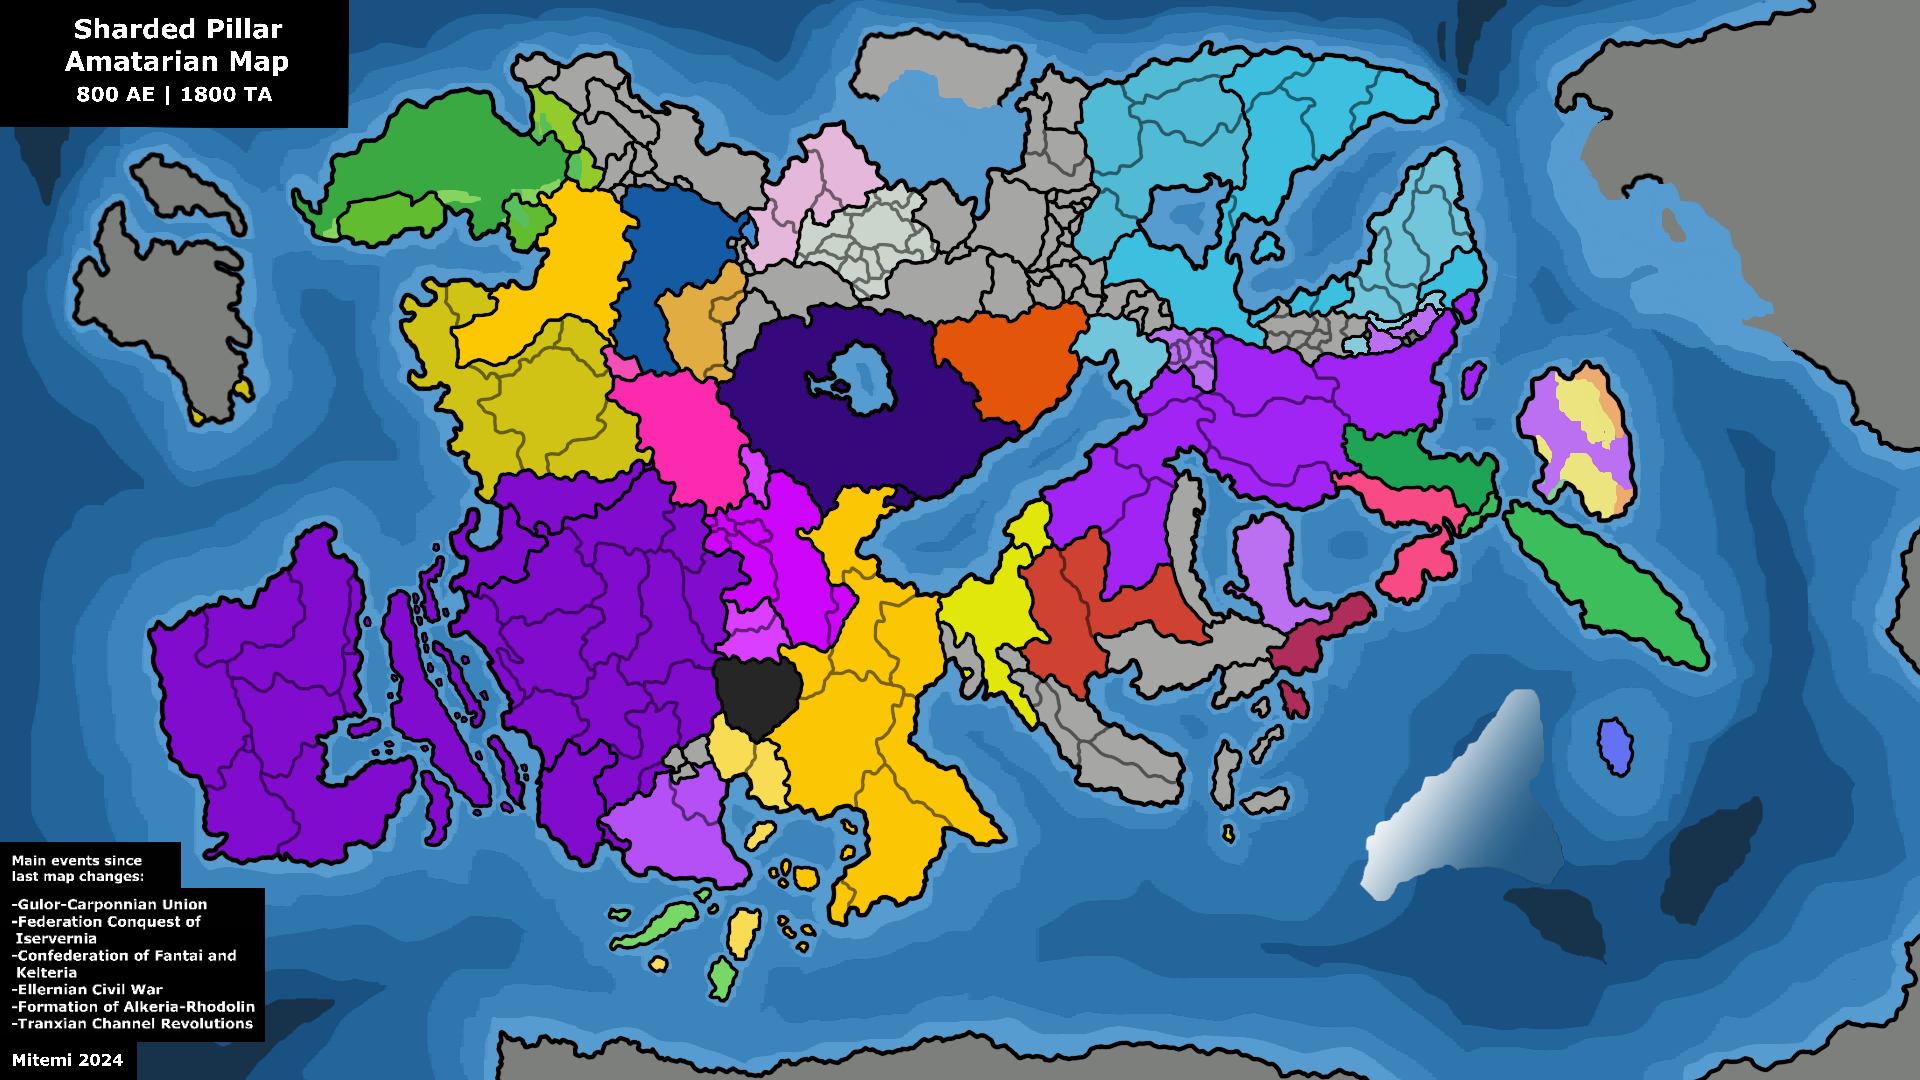 Sharded Pillar
Amatarian Map
800 AE | 1800 TA
Main events since
last map changes:
-Gulor-Carponnian Union
-Federation Conquest of
Iservernia
-Confederation of Fantai and
Kelteria
-Ellernian Civil War
-Formation of Alkeria-Rhodolin
-Tranxian Channel Revolutions
Mitemi 2024